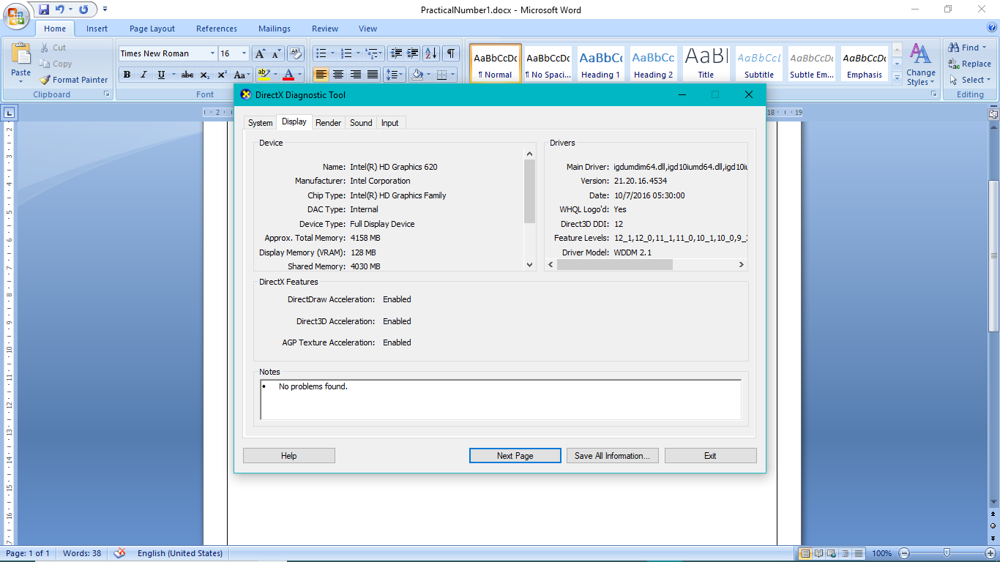 PracticalNumber1.docx - Microsoft Word
Home Insert Page Layout References Mailings Review View
Paste
Cut
Copy
Format Painter
Clipboard
Times New Roman 16
B I U abc x₂ x² Aa
ab A
Font
AaBbCcDc AaBbCcDc AaBbCc AaBbCc AaBl AaBbCcL AaBbCcDc AaBbCcDc
¶ Normal ¶ No Spaci... Heading 1 Heading 2 Title Subtitle Subtle Em... Emphasis
Change Styles
Find
Replace
Select
Editing
DirectX Diagnostic Tool
System Display Render Sound Input
Device
Name: Intel(R) HD Graphics 620
Manufacturer: Intel Corporation
Chip Type: Intel(R) HD Graphics Family
DAC Type: Internal
Device Type: Full Display Device
Approx. Total Memory: 4158 MB
Display Memory (VRAM): 128 MB
Shared Memory: 4030 MB
Drivers
Main Driver: igdumdim64.dll,igd10iumd64.dll,igd10iu
Version: 21.20.16.4534
Date: 10/7/2016 05:30:00
WHQL Logo'd: Yes
Direct3D DDI: 12
Feature Levels: 12_1,12_0,11_1,11_0,10_1,10_0,9_3
Driver Model: WDDM 2.1
DirectX Features
DirectDraw Acceleration: Enabled
Direct3D Acceleration: Enabled
AGP Texture Acceleration: Enabled
Notes
• No problems found.
Help Next Page Save All Information... Exit
Page: 1 of 1 Words: 38 English (United States) 100%